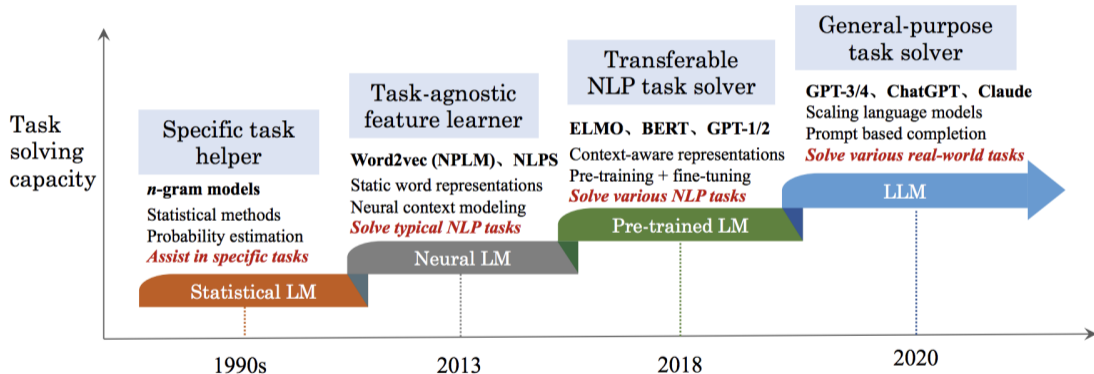 Task
solving
capacity
Specific task
helper
n-gram models
Statistical methods
Probability estimation
Assist in specific tasks
Statistical LM
1990s
Task-agnostic
feature learner
Word2vec (NPLM)、NLPS
Static word representations
Neural context modeling
Solve typical NLP tasks
Neural LM
2013
Transferable
NLP task solver
ELMO、BERT、GPT-1/2
Context-aware representations
Pre-training + fine-tuning
Solve various NLP tasks
Pre-trained LM
2018
General-purpose
task solver
GPT-3/4、ChatGPT、Claude
Scaling language models
Prompt based completion
Solve various real-world tasks
LLM
2020